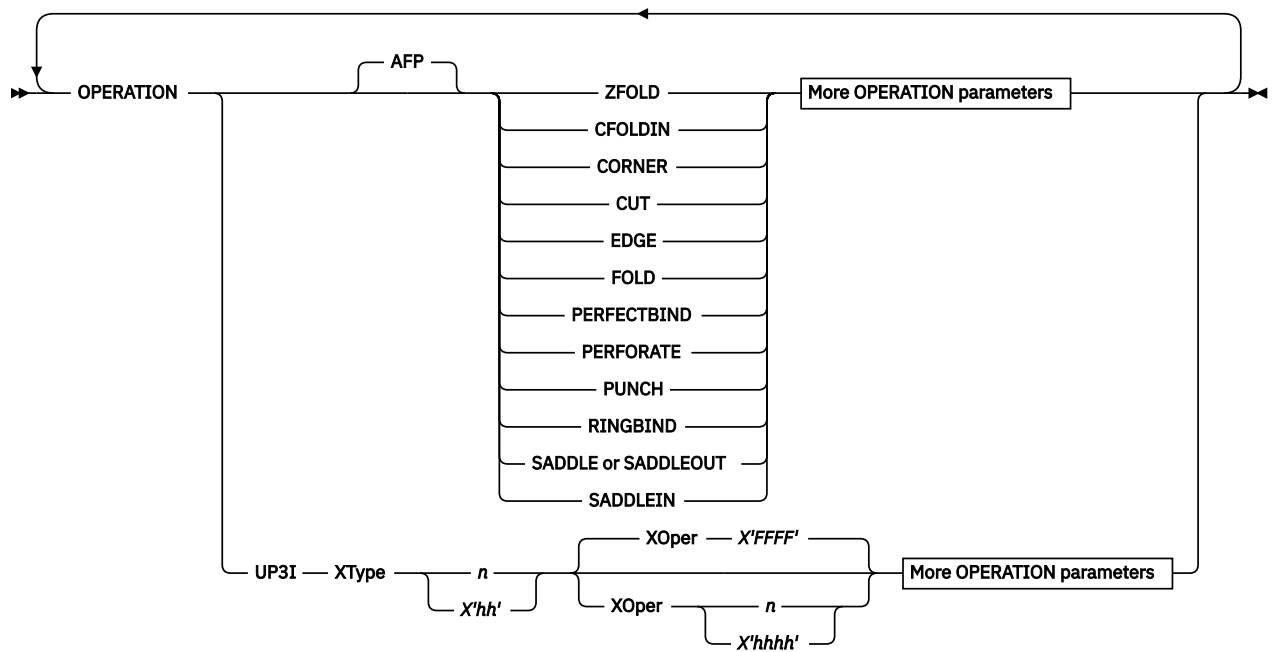 AFP
OPERATION ZFOLD More OPERATION parameters
CFOLDIN
CORNER
CUT
EDGE
FOLD
PERFECTBIND
PERFORATE
PUNCH
RINGBIND
SADDLE or SADDLEOUT
SADDLEIN
XOper X'FFFF'
UP3I XType n More OPERATION parameters
X'hh' XOper n
X'hhhh'